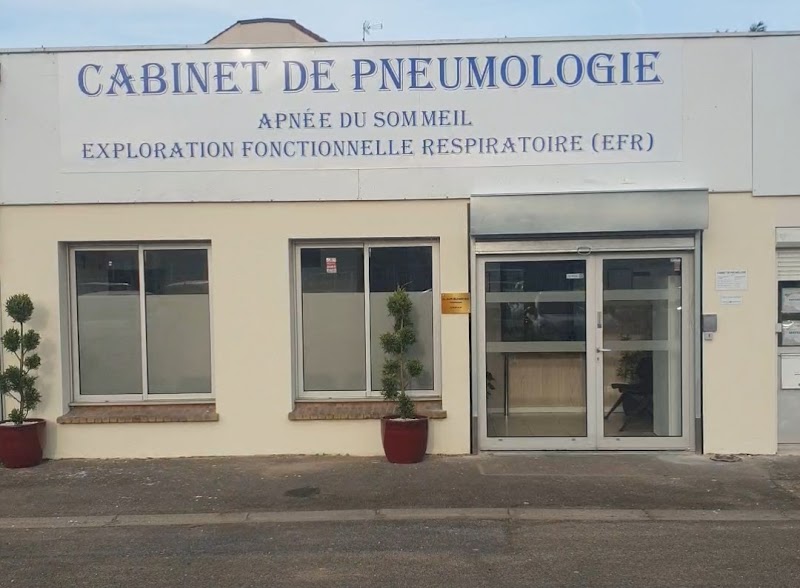 CABINET DE PNEUMOLOGIE
APNÉE DU SOMMEIL
EXPLORATION FONCTIONNELLE RESPIRATOIRE (EFR)